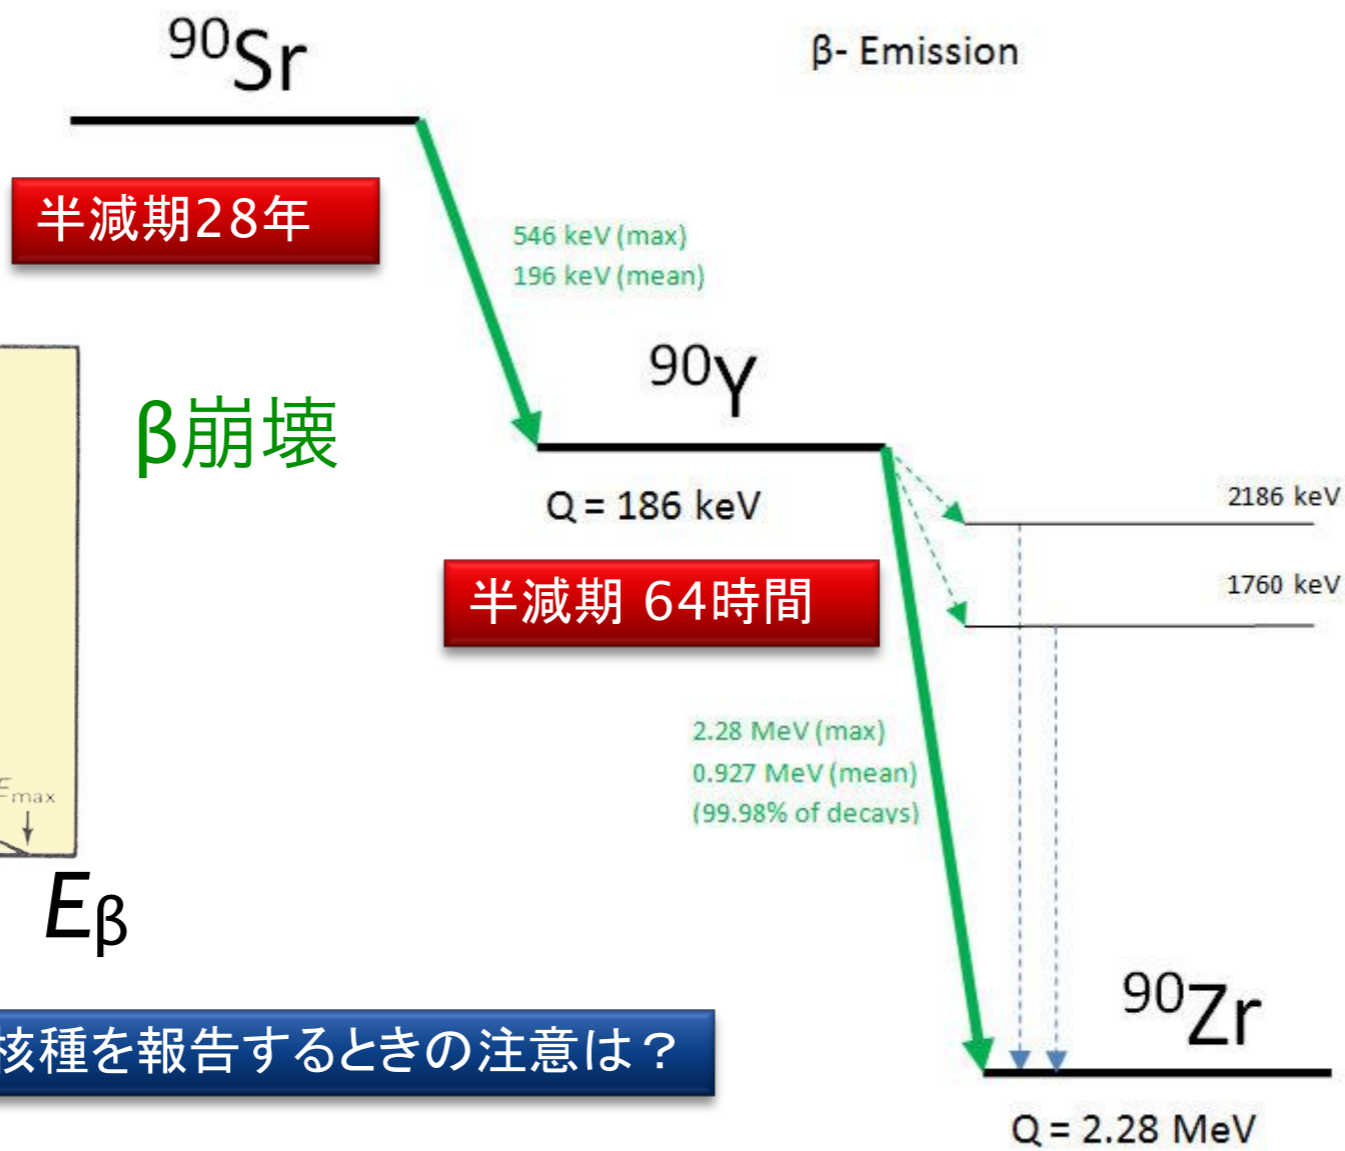 ⁹⁰Sr
β- Emission
半減期28年
546 keV (max)
196 keV (mean)
⁹⁰Y
β崩壊
Q = 186 keV
2186 keV
半減期 64時間
1760 keV
2.28 MeV (max)
0.927 MeV (mean)
(99.98% of decays)
Emax
Eβ
⁹⁰Zr
核種を報告するときの注意は？
Q = 2.28 MeV